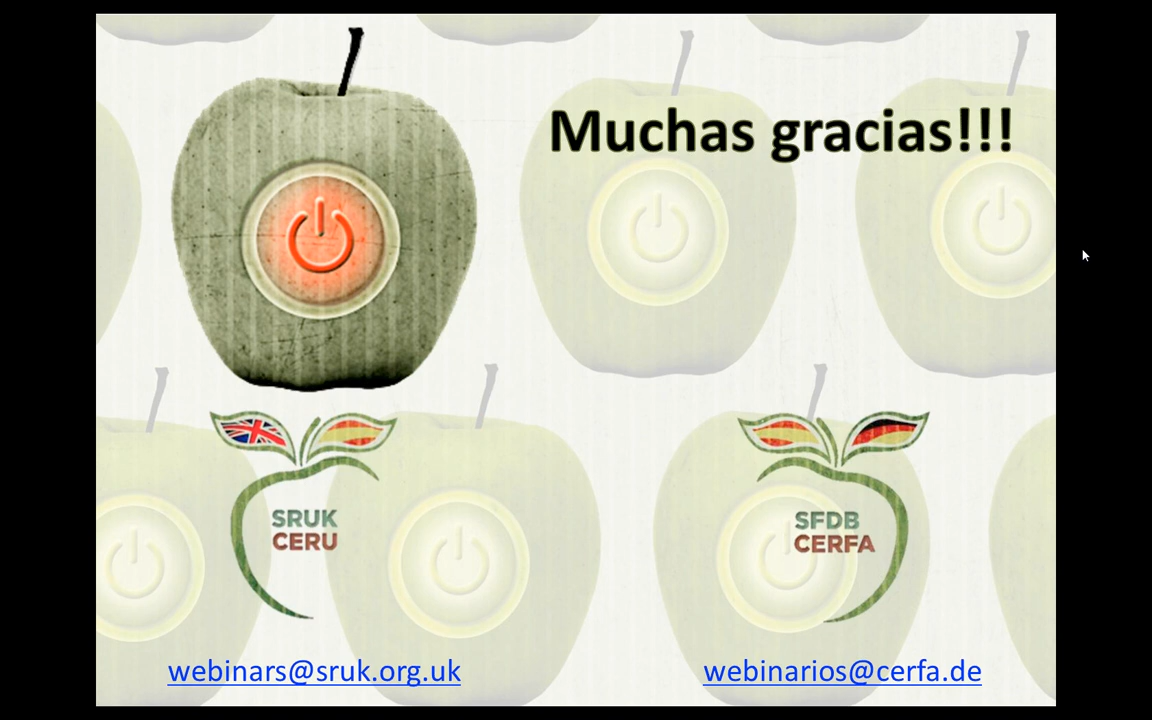 Muchas gracias!!!
SRUK
CERU
SFDB
CERFA
webinars@sruk.org.uk
webinarios@cerfa.de